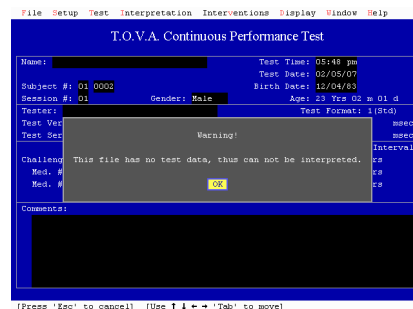 File Setup Test Interpretation Interventions Display Window Help
T.O.V.A. Continuous Performance Test
Name: Test Time: 05:48 pm
Test Date: 02/05/07
Subject #: 01 0002 Birth Date: 12/04/83
Session #: 01 Gender: Male Age: 23 Yrs 02 m 01 d
Tester: Test Format: 1(Std)
Test Ver msec
Test Ser msec
Warning!
Interval
Challeng This file has no test data, thus can not be interpreted. rs
Med. # rs
Med. # OK rs
Comments:
[Press 'Esc' to cancel] [Use ↑ ↓ ← → 'Tab' to move]